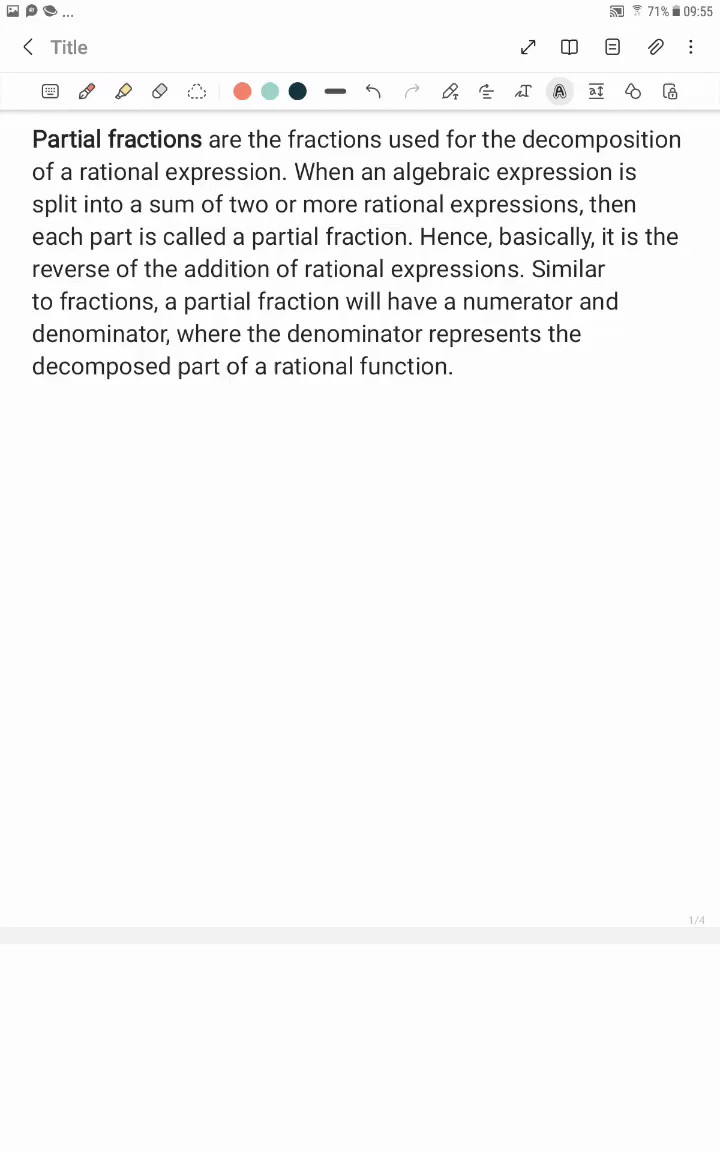 71% 09:55
Title
Partial fractions are the fractions used for the decomposition
of a rational expression. When an algebraic expression is
split into a sum of two or more rational expressions, then
each part is called a partial fraction. Hence, basically, it is the
reverse of the addition of rational expressions. Similar
to fractions, a partial fraction will have a numerator and
denominator, where the denominator represents the
decomposed part of a rational function.
1/4